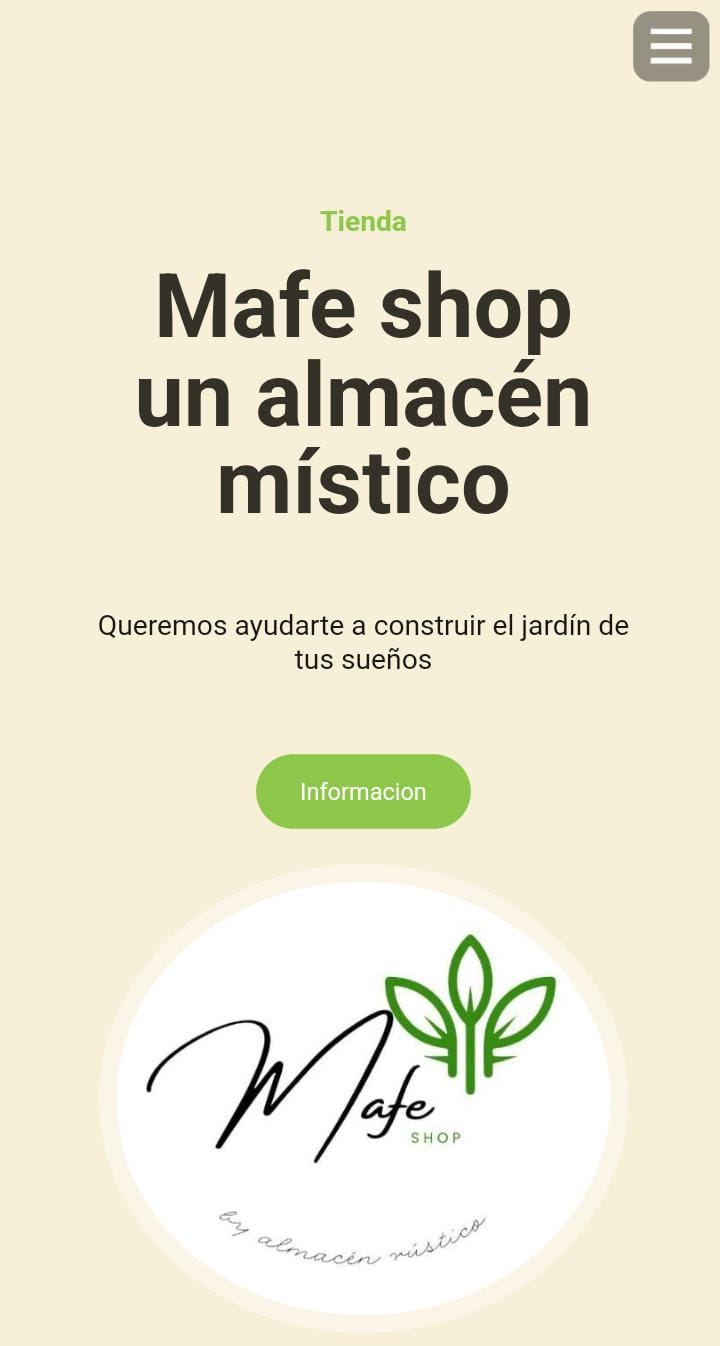 Tienda
Mafe shop
un almacén
místico
Queremos ayudarte a construir el jardín de
tus sueños
Informacion
Mafe
SHOP
by almacén rústico